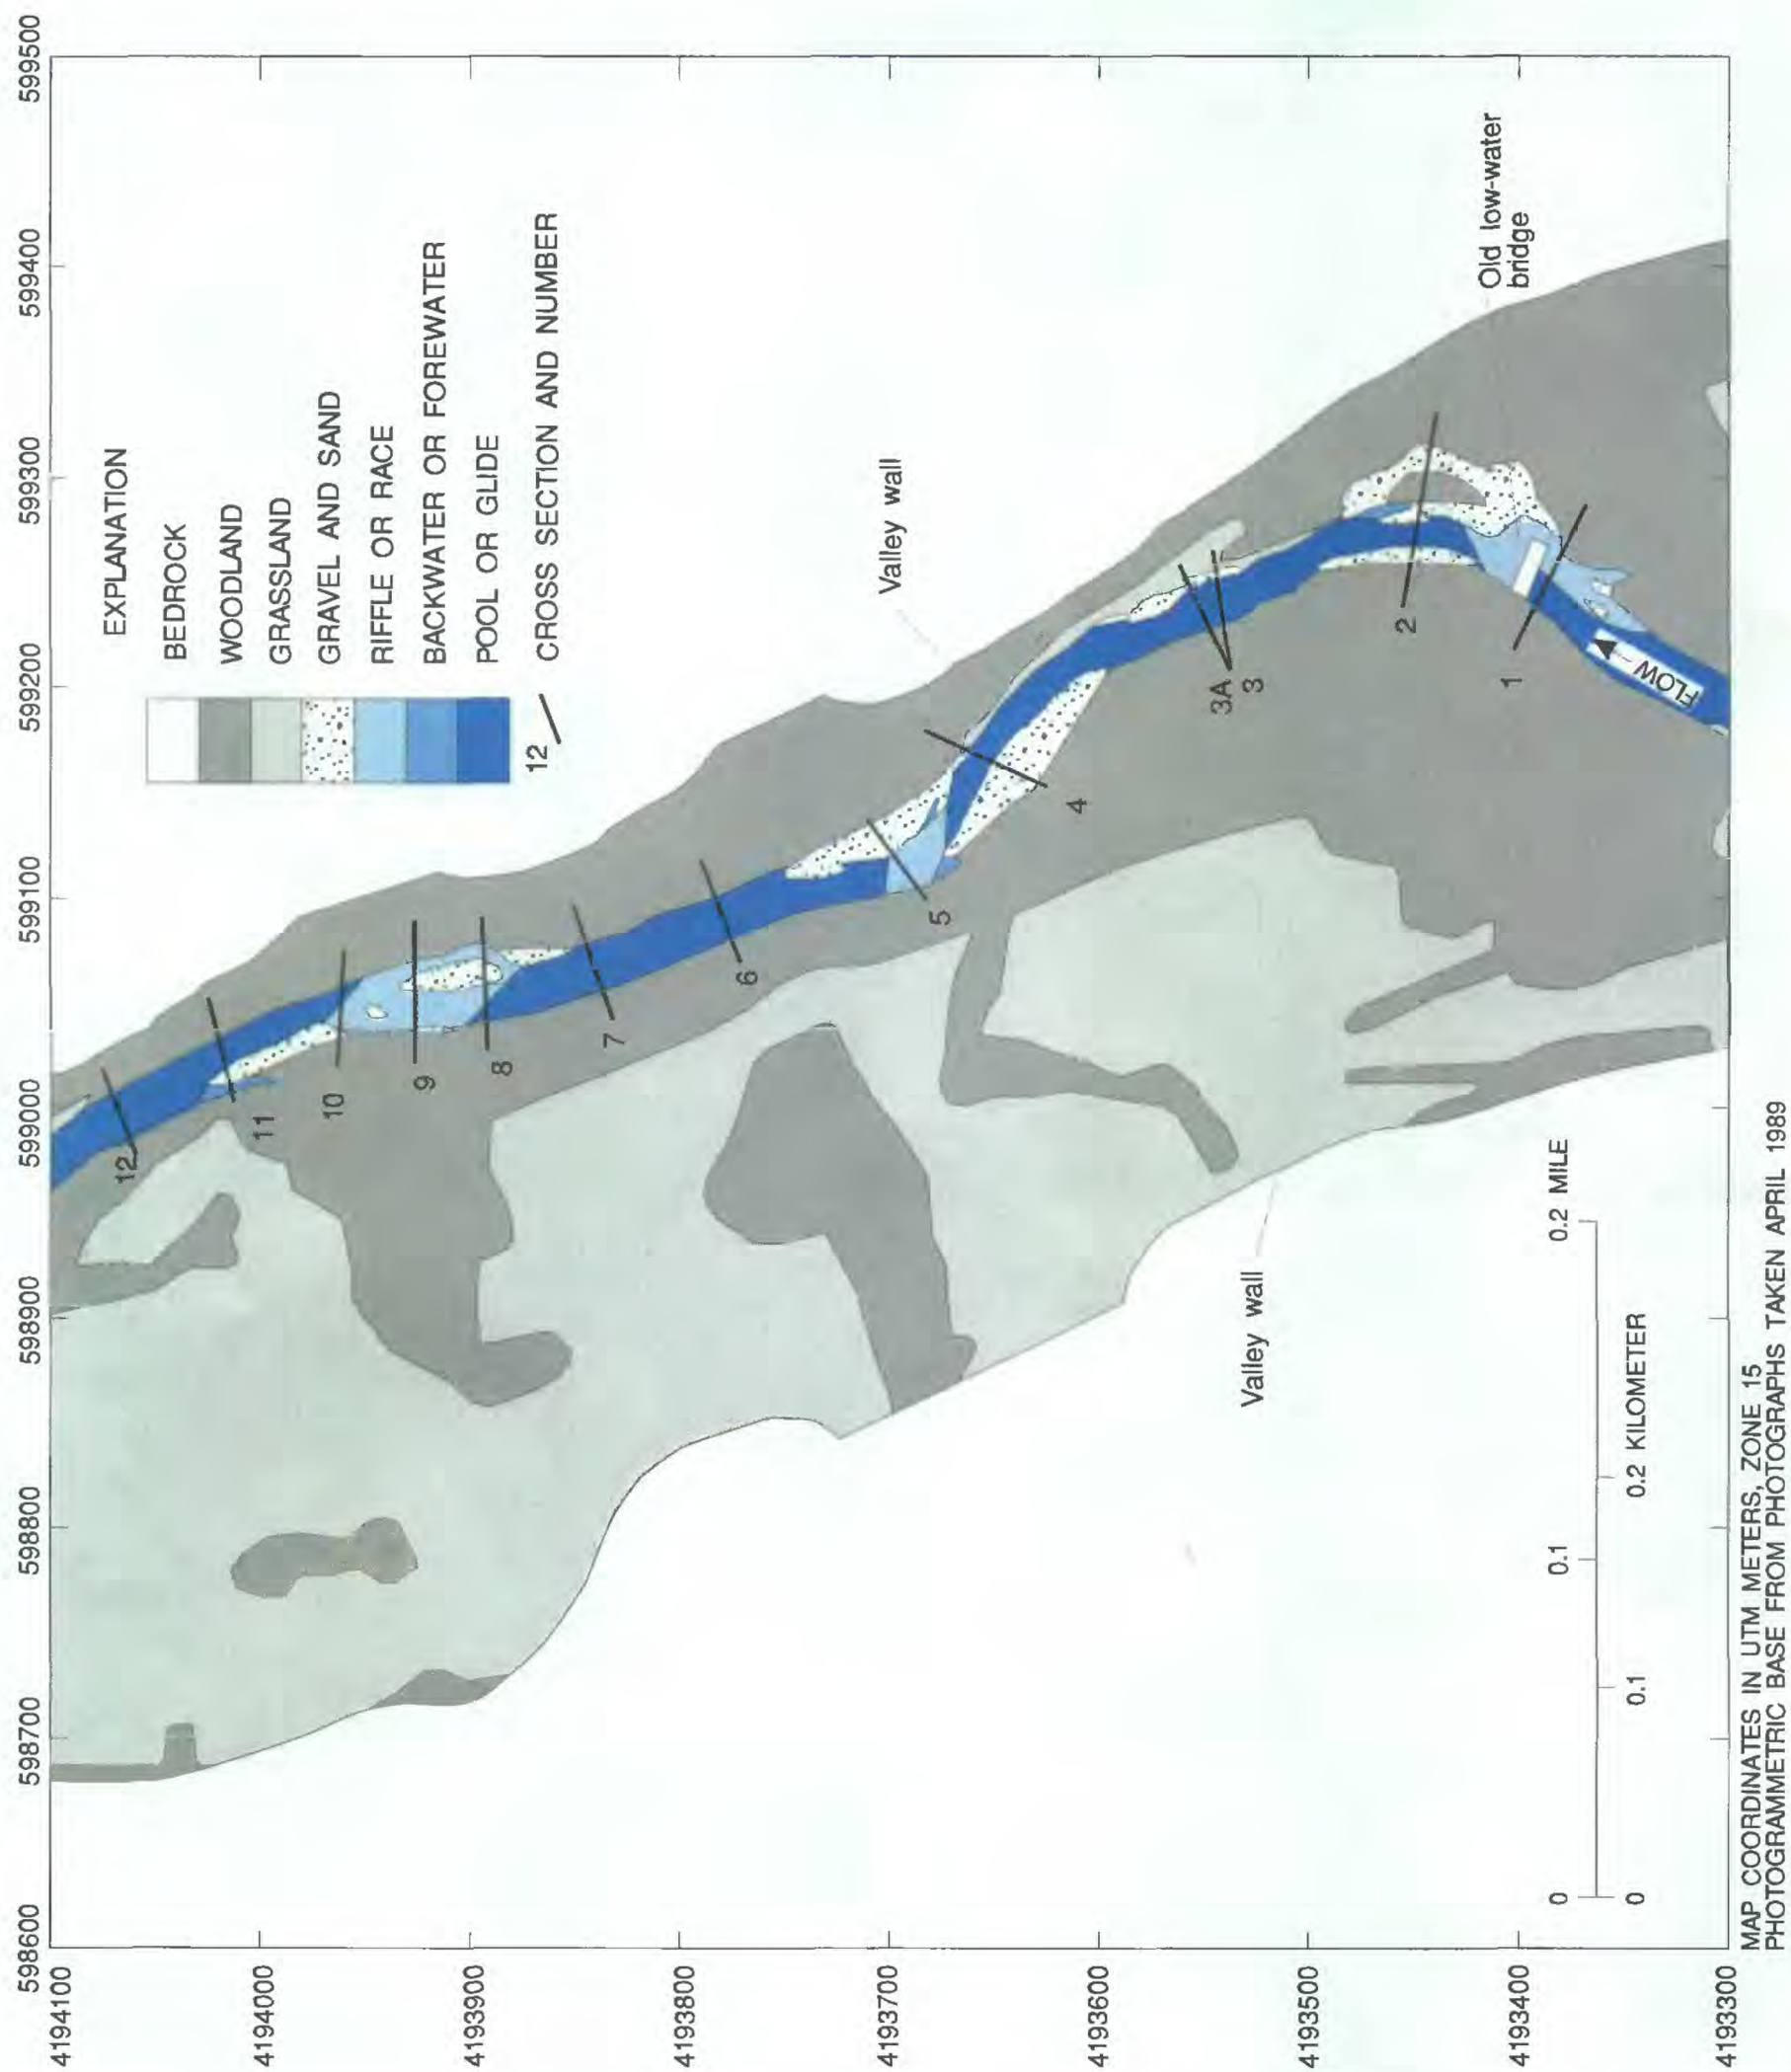 599500
599400
599300
599200
599100
599000
598900
598800
598700
598600
4194100
4194000
4193900
4193800
4193700
4193600
4193500
4193400
4193300
EXPLANATION
BEDROCK
WOODLAND
GRASSLAND
GRAVEL AND SAND
RIFFLE OR RACE
BACKWATER OR FOREWATER
POOL OR GLIDE
12
CROSS SECTION AND NUMBER
Valley wall
Old low-water
bridge
12
11
10
9
8
7
6
5
4
3A
3
2
1
FLOW
Valley wall
0
0.1
0.2 MILE
0
0.1
0.2 KILOMETER
MAP COORDINATES IN UTM METERS, ZONE 15
PHOTOGRAMMETRIC BASE FROM PHOTOGRAPHS TAKEN APRIL 1989